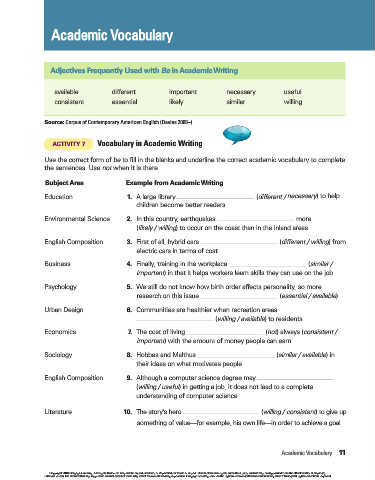 Academic Vocabulary
Adjectives Frequently Used with Be in Academic Writing
available different important necessary useful
consistent essential likely similar willing
Source: Corpus of Contemporary American English (Davies 2008–)
ACTIVITY 7 Vocabulary in Academic Writing
Use the correct form of be to fill in the blanks and underline the correct academic vocabulary to complete
the sentences. Use not when it is there
Subject Area Example from Academic Writing
Education 1. A large library (different / necessary) to help
children become better readers
Environmental Science 2. In this country, earthquakes more
(likely / willing) to occur on the coast than in the inland areas
English Composition 3. First of all, hybrid cars (different / willing) from
electric cars in terms of cost
Business 4. Finally, training in the workplace (similar /
important) in that it helps workers learn skills they can use on the job
Psychology 5. We still do not know how birth order affects personality, so more
research on this issue (essential / available)
Urban Design 6. Communities are healthier when recreation areas
(willing / available) to residents
Economics 7. The cost of living (not) always (consistent /
important) with the amount of money people can earn
Sociology 8. Hobbes and Malthus (similar / available) in
their ideas on what motivates people
English Composition 9. Although a computer science degree may
(willing / useful) in getting a job, it does not lead to a complete
understanding of computer science
Literature 10. The story's hero (willing / consistent) to give up
something of value—for example, his own life—in order to achieve a goal
Academic Vocabulary 11